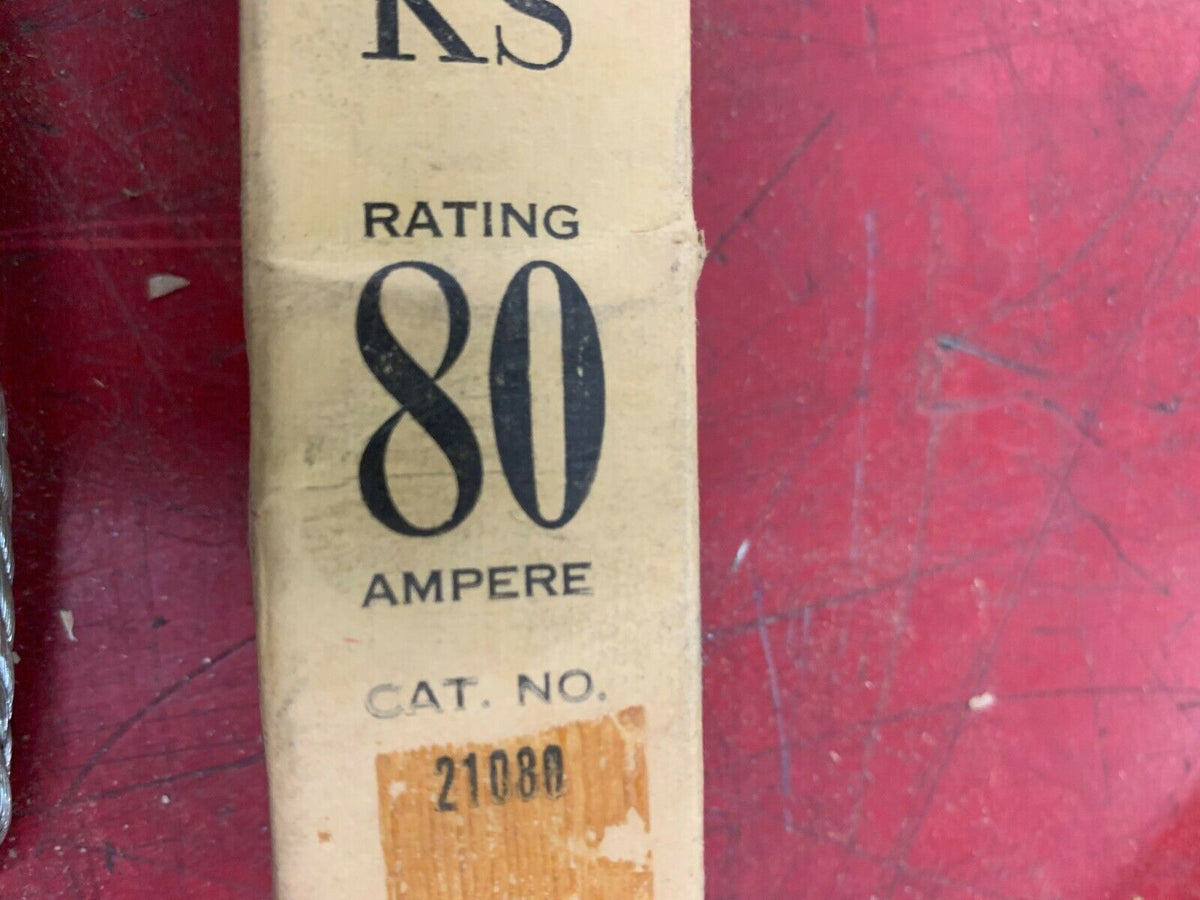 KS
RATING
80
AMPERE
CAT. NO.
21080